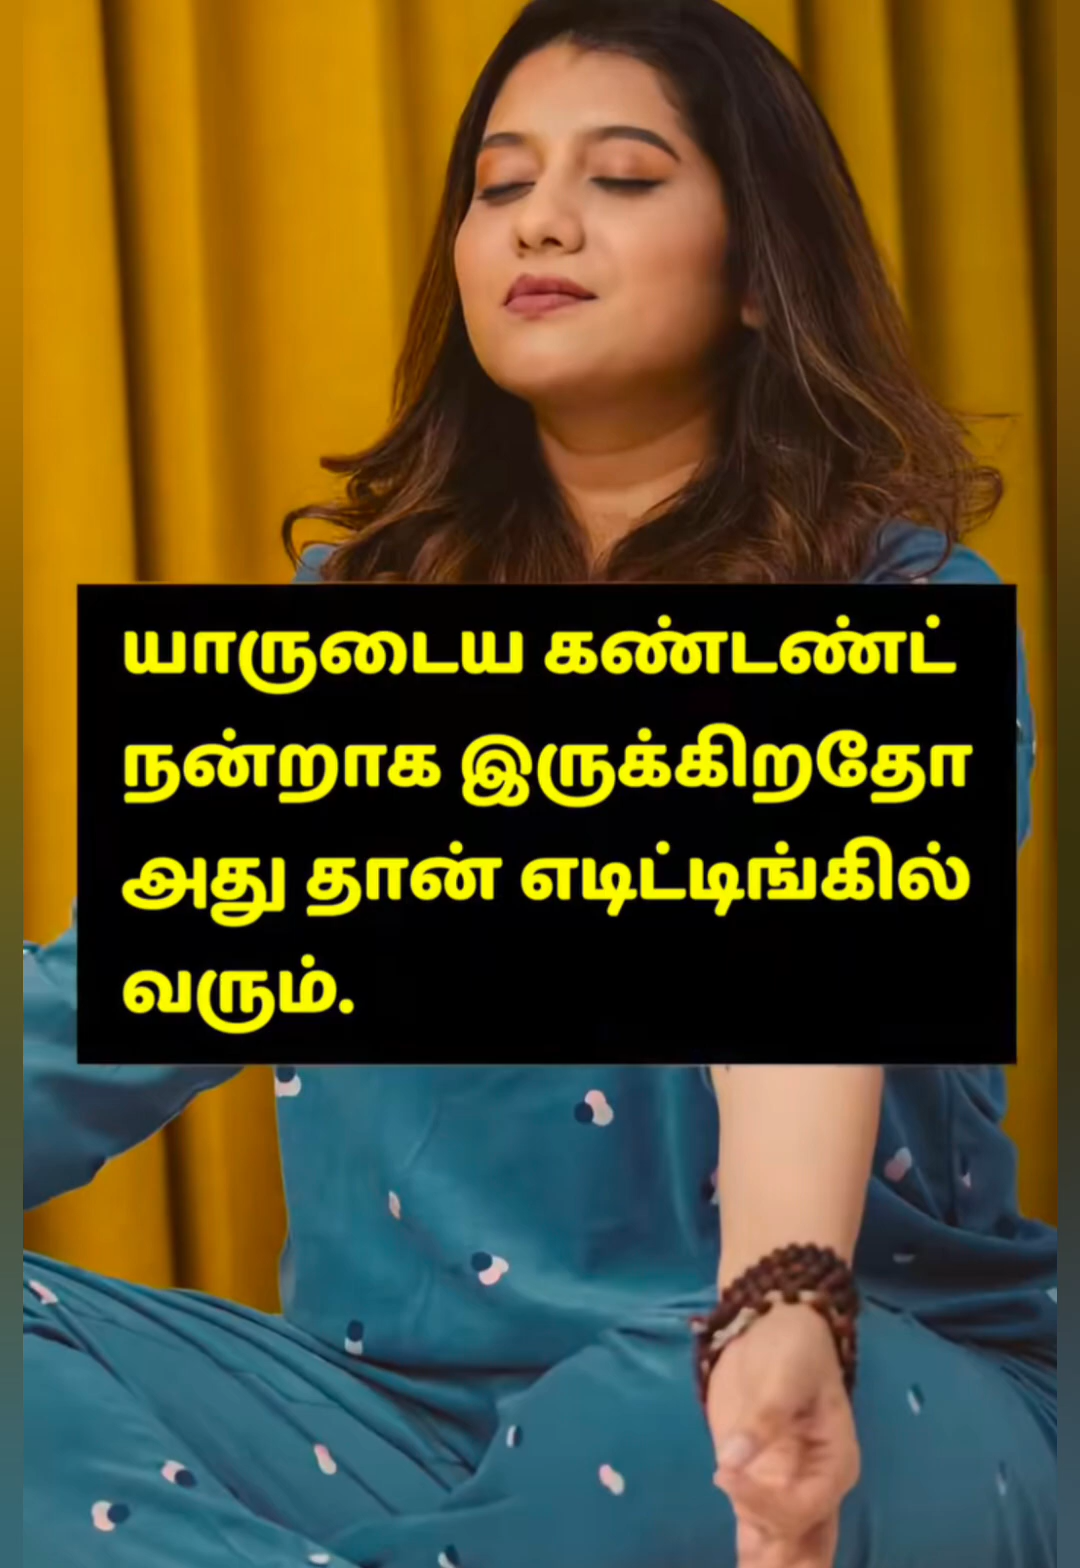 யாருடைய கண்டண்ட்
நன்றாக இருக்கிறதோ
அது தான் எடிட்டிங்கில்
வரும்.